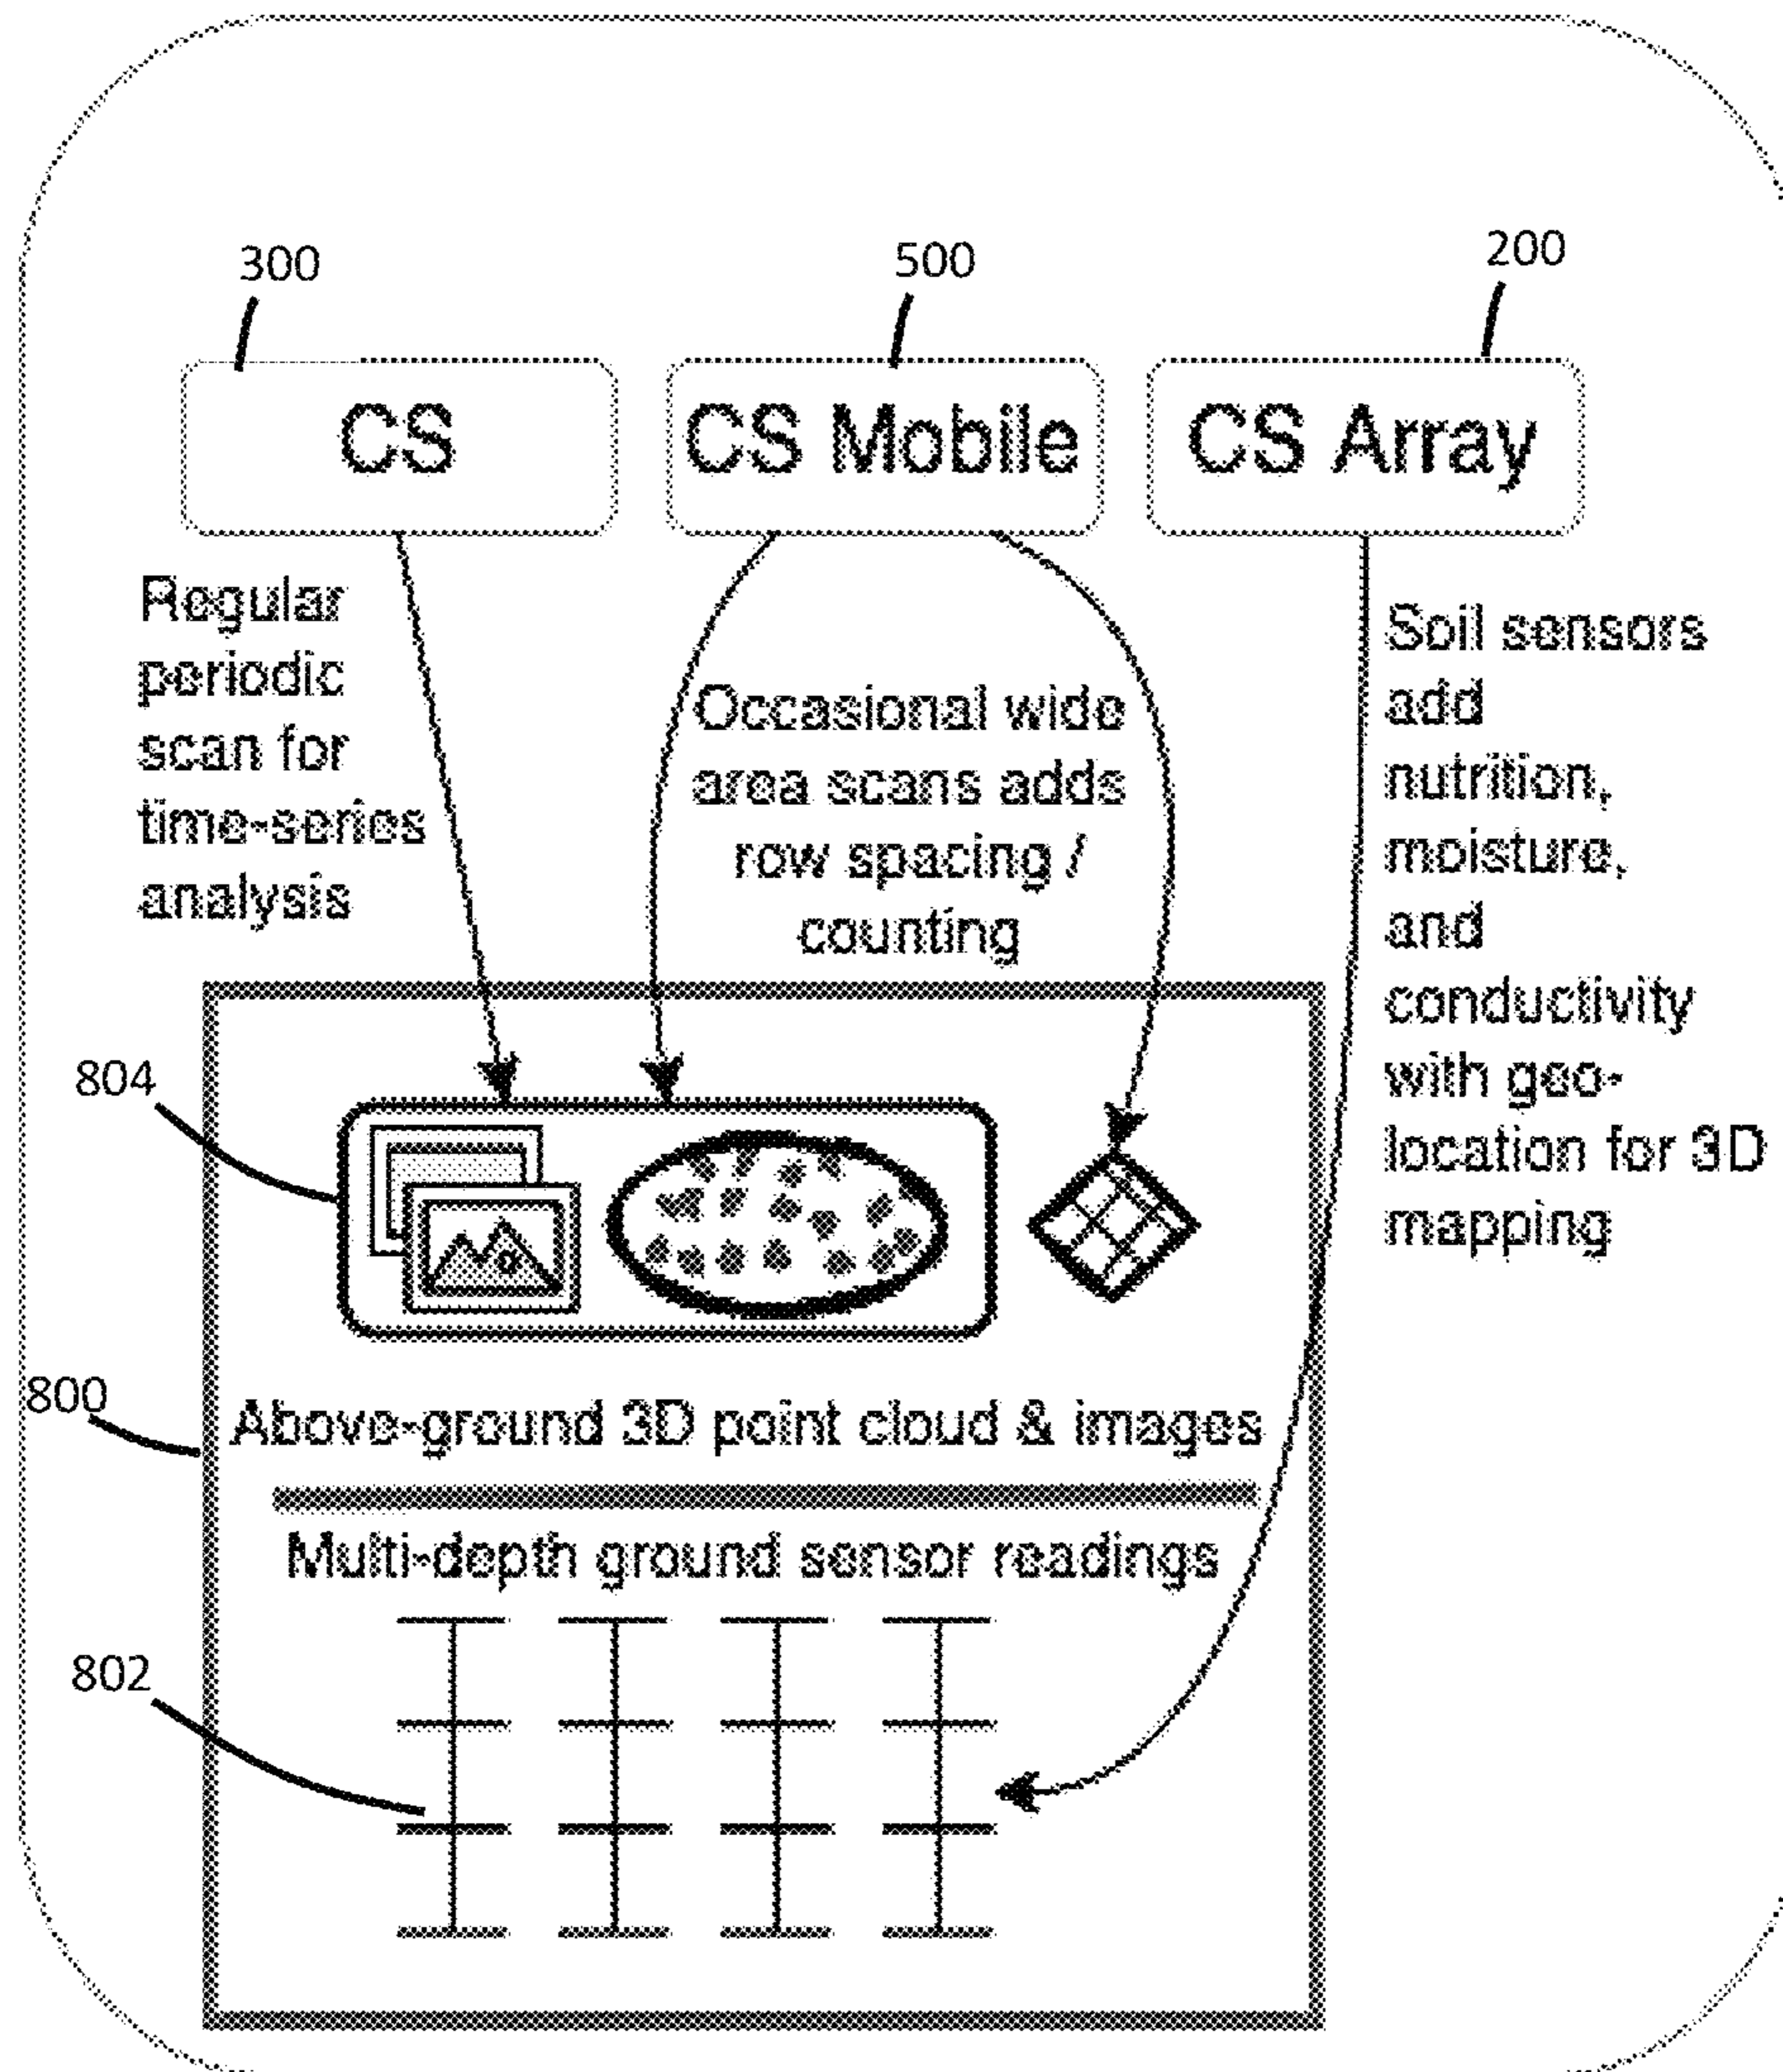 300
500
200
CS
CS Mobile
CS Array
Regular
periodic
scan for
time-series
analysis
Occasional wide
area scans adds
row spacing /
counting
Soil sensors
add
nutrition,
moisture,
and
conductivity
with geo-
location for 3D
mapping
804
800
Above-ground 3D point cloud & images
Multi-depth ground sensor readings
802